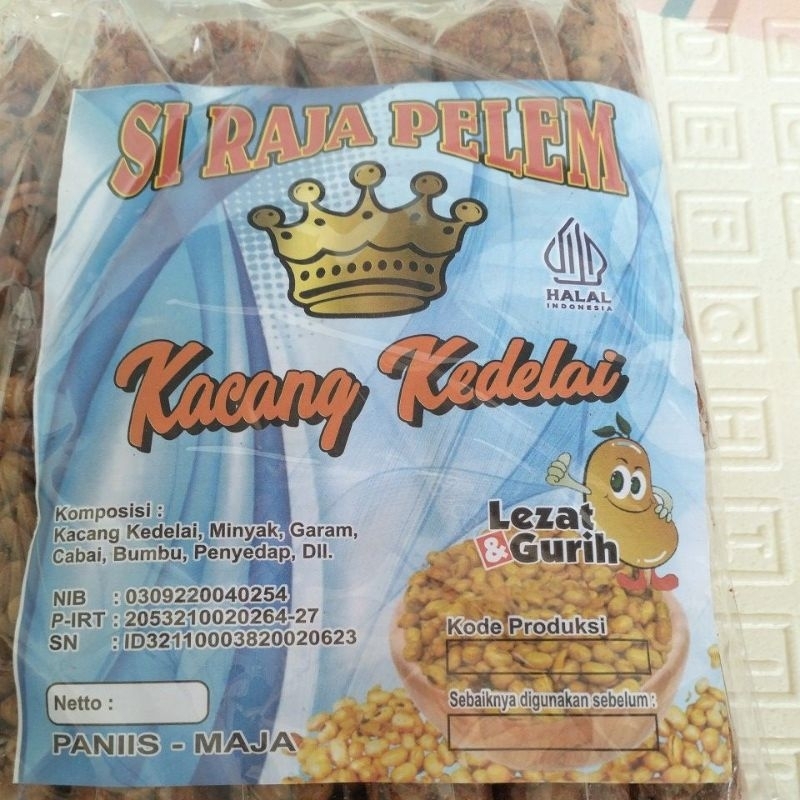 SI RAJA PELEM
HALAL
INDONESIA
Kacang Kedelai
Komposisi :
Kacang Kedelai, Minyak, Garam,
Cabai, Bumbu, Penyedap, Dll.
Lezat
& Gurih
NIB : 0309220040254
P-IRT : 2053210020264-27
SN : ID32110003820020623
Kode Produksi
Netto :
Sebaiknya digunakan sebelum :
PANIIS - MAJA
D
E
F
C
H
I